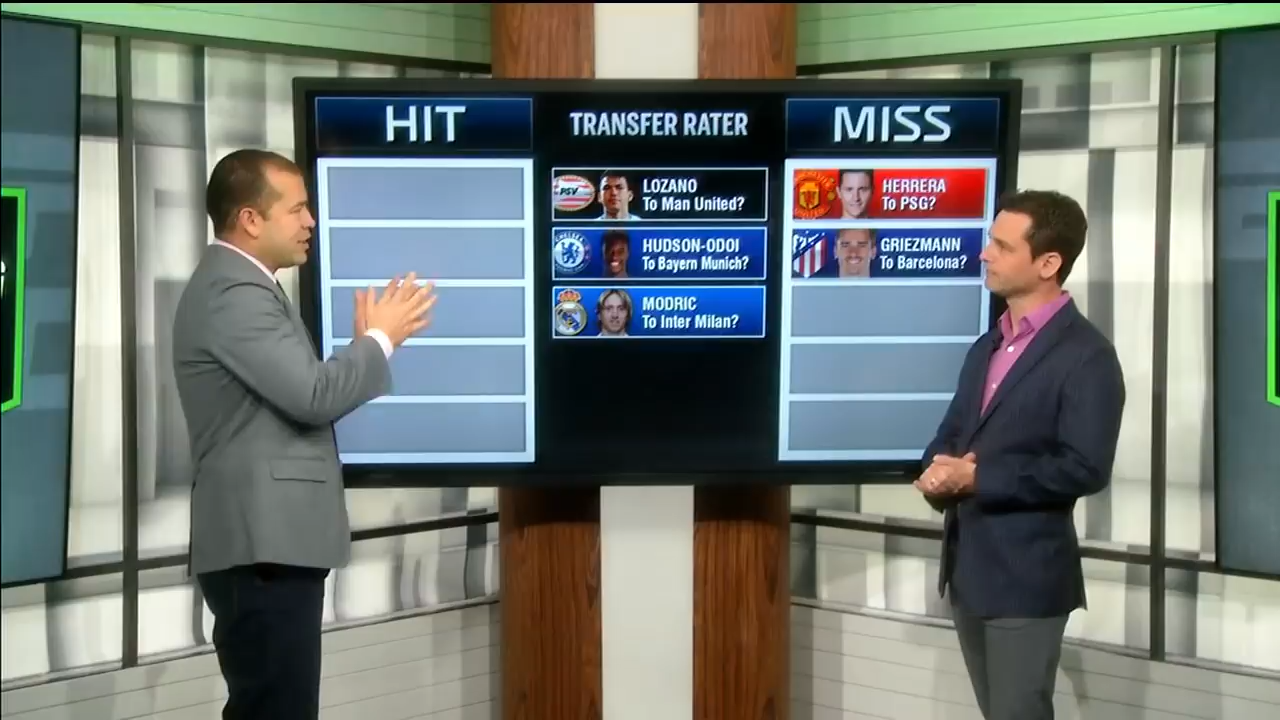 HIT
TRANSFER RATER
MISS
PSV
LOZANO
To Man United?
HUDSON-ODOI
To Bayern Munich?
MODRIC
To Inter Milan?
HERRERA
To PSG?
GRIEZMANN
To Barcelona?